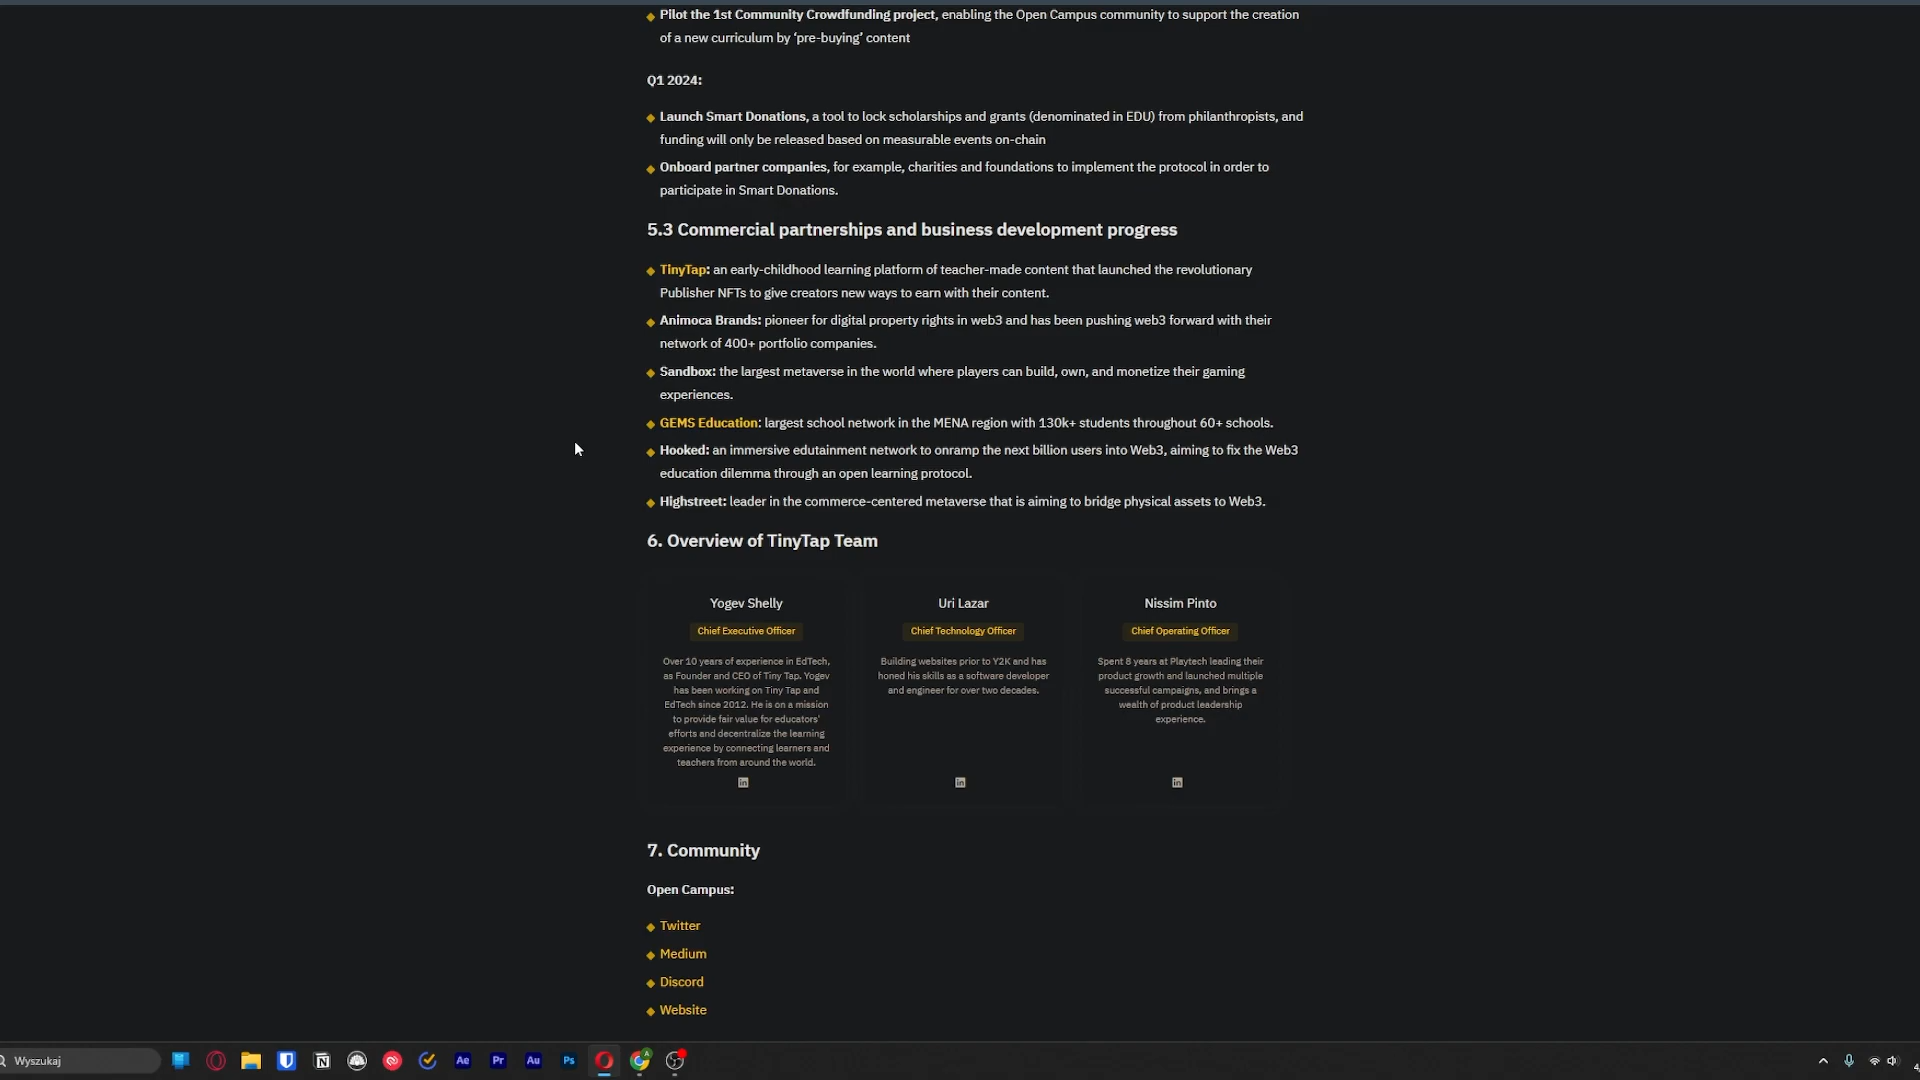 Pilot the 1st Community Crowdfunding project, enabling the Open Campus community to support the creation
of a new curriculum by ‘pre-buying’ content
Q1 2024:
Launch Smart Donations, a tool to lock scholarships and grants (denominated in EDU) from philanthropists, and
funding will only be released based on measurable events on-chain
Onboard partner companies, for example, charities and foundations to implement the protocol in order to
participate in Smart Donations.
5.3 Commercial partnerships and business development progress
TinyTap: an early-childhood learning platform of teacher-made content that launched the revolutionary
Publisher NFTs to give creators new ways to earn with their content.
Animoca Brands: pioneer for digital property rights in web3 and has been pushing web3 forward with their
network of 400+ portfolio companies.
Sandbox: the largest metaverse in the world where players can build, own, and monetize their gaming
experiences.
GEMS Education: largest school network in the MENA region with 130k+ students throughout 60+ schools.
Hooked: an immersive edutainment network to onramp the next billion users into Web3, aiming to fix the Web3
education dilemma through an open learning protocol.
Highstreet: leader in the commerce-centered metaverse that is aiming to bridge physical assets to Web3.
6. Overview of TinyTap Team
Yogev Shelly
Chief Executive Officer
Over 10 years of experience in EdTech,
as Founder and CEO of Tiny Tap. Yogev
has been working on Tiny Tap and
EdTech since 2012. He is on a mission
to provide fair value for educators’
efforts and decentralize the learning
experience by connecting learners and
teachers from around the world.
in
Uri Lazar
Chief Technology Officer
Building websites prior to Y2K and has
honed his skills as a software developer
and engineer for over two decades.
in
Nissim Pinto
Chief Operating Officer
Spent 8 years at Playtech leading their
product growth and launched multiple
successful campaigns, and brings a
wealth of product leadership
experience.
in
7. Community
Open Campus:
Twitter
Medium
Discord
Website
Wyszukaj
Ae
Pr
Au
Ps